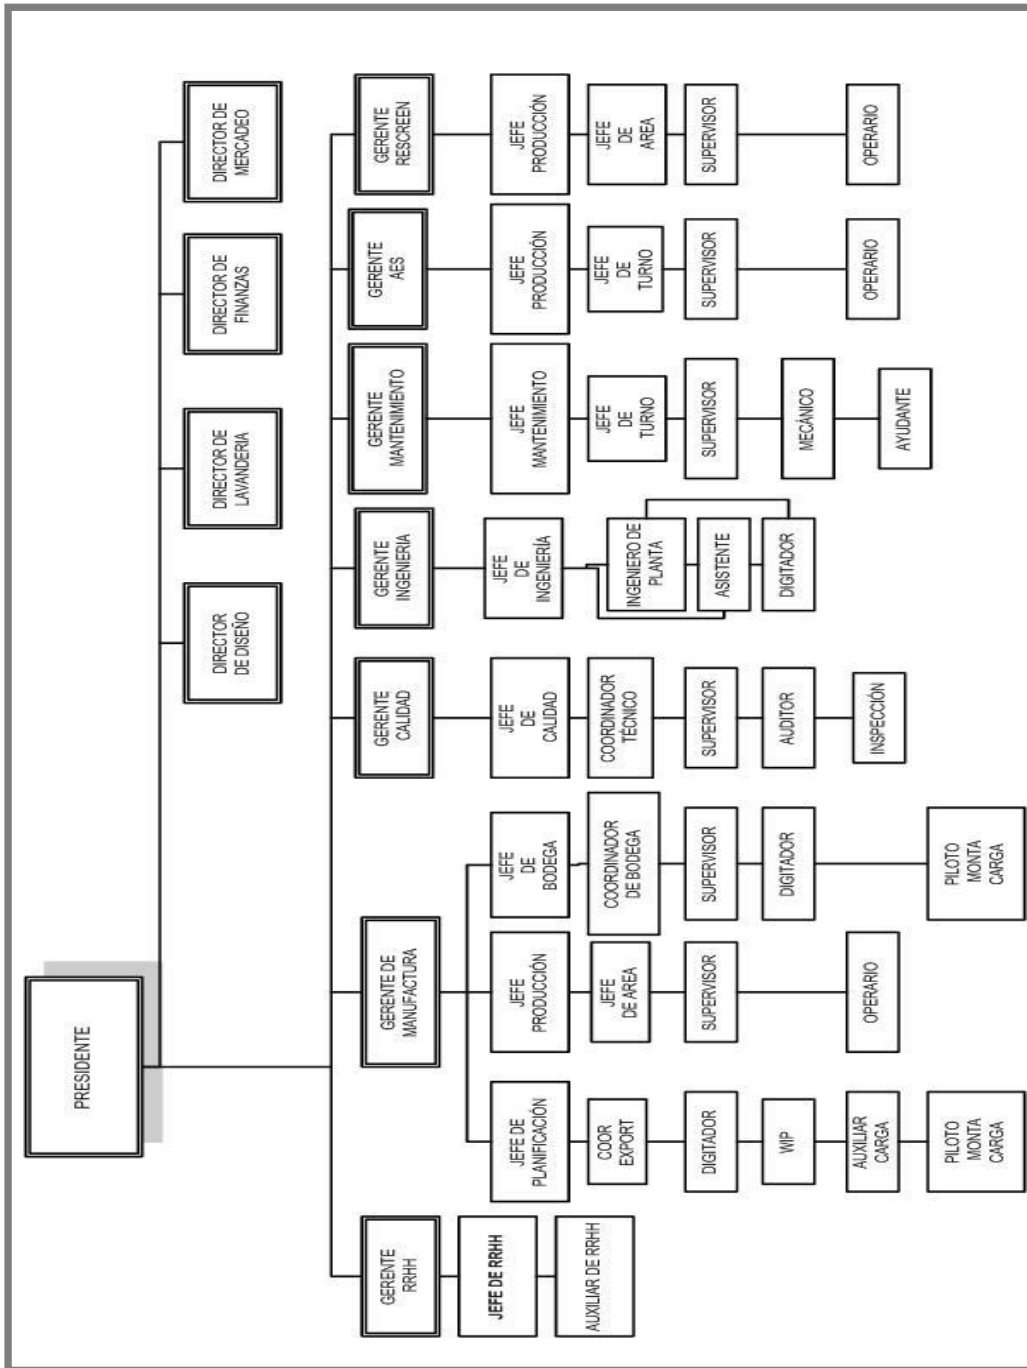 PRESIDENTE
DIRECTOR
DE DISEÑO
DIRECTOR DE
LAVANDERIA
DIRECTOR DE
FINANZAS
DIRECTOR DE
MERCADEO
GERENTE
RRHH
GERENTE DE
MANUFACTURA
GERENTE
CALIDAD
GERENTE
INGENIERIA
GERENTE
MANTENIMIENTO
GERENTE
AES
GERENTE
RESCREEN
JEFE DE RRHH
AUXILIAR DE RRHH
JEFE DE
PLANIFICACIÓN
COOR
EXPORT
DIGITADOR
WIP
AUXILIAR
CARGA
PILOTO
MONTA
CARGA
JEFE
PRODUCCIÓN
JEFE
DE AREA
SUPERVISOR
OPERARIO
JEFE
DE
BODEGA
COORDINADOR
DE BODEGA
SUPERVISOR
DIGITADOR
PILOTO
MONTA
CARGA
JEFE
DE
CALIDAD
COORDINADOR
TÉCNICO
SUPERVISOR
AUDITOR
INSPECCIÓN
JEFE
DE
INGENIERÍA
INGENIERO DE
PLANTA
ASISTENTE
DIGITADOR
JEFE
MANTENIMIENTO
JEFE
DE
TURNO
SUPERVISOR
MECÁNICO
AYUDANTE
JEFE
PRODUCCIÓN
JEFE
DE
TURNO
SUPERVISOR
OPERARIO
JEFE
PRODUCCIÓN
JEFE
DE
AREA
SUPERVISOR
OPERARIO